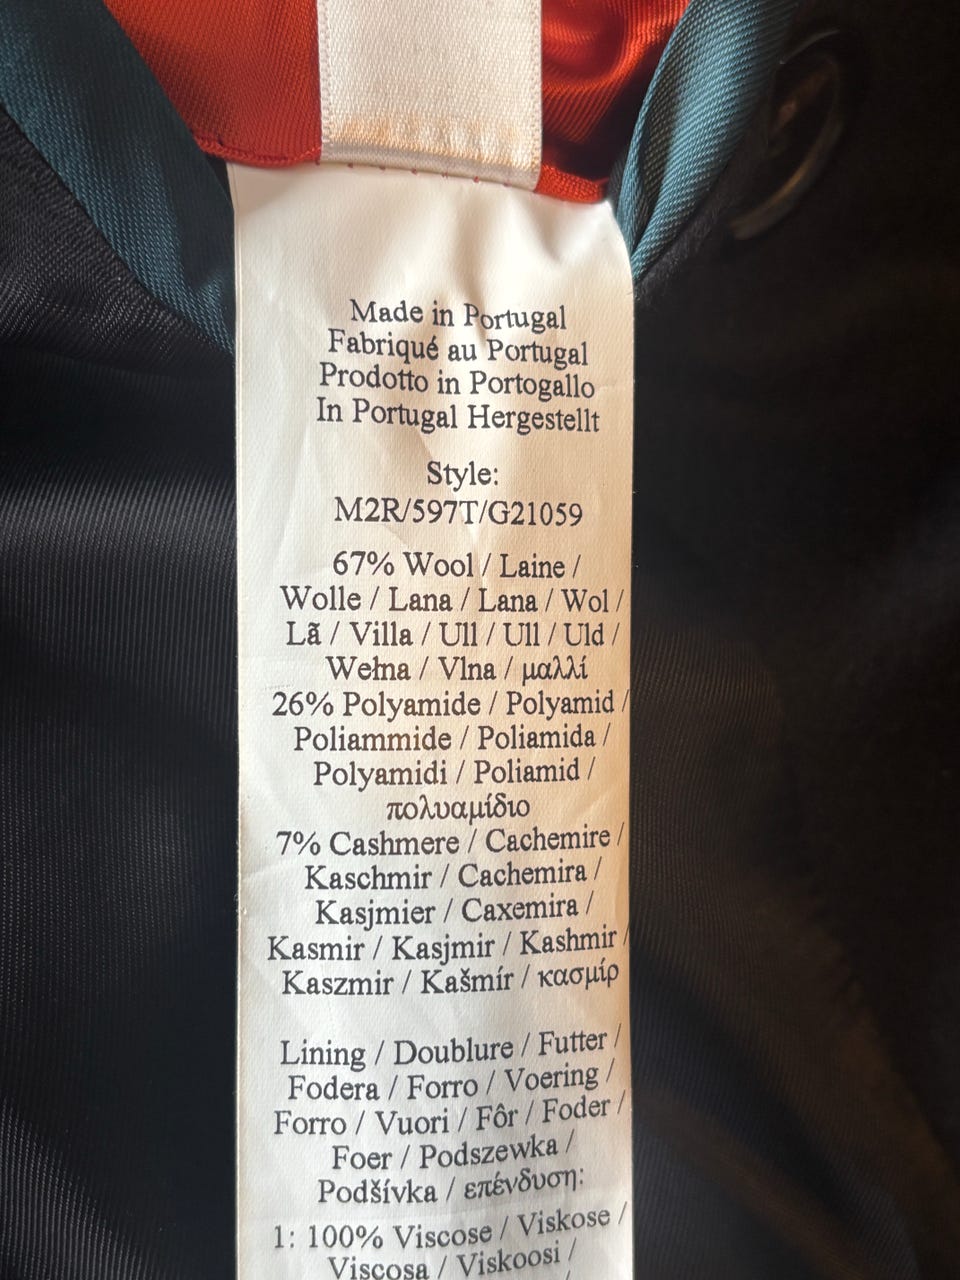 Made in Portugal
Fabriqué au Portugal
Prodotto in Portogallo
In Portugal Hergestellt
Style:
M2R/597T/G21059
67% Wool / Laine /
Wolle / Lana / Lana / Wol /
Lã / Villa / Ull / Ull / Uld /
Wełna / Vlna / μαλλί
26% Polyamide / Polyamid /
Poliammide / Poliamida /
Polyamidi / Poliamid /
πολυαμίδιο
7% Cashmere / Cachemire /
Kaschmir / Cachemira /
Kasjmier / Caxemira /
Kasmir / Kasjmir / Kashmir /
Kaszmir / Kašmír / κασμίρ
Lining / Doublure / Futter /
Fodera / Forro / Voering /
Forro / Vuori / Fôr / Foder /
Foer / Podszewka /
Podšívka / επένδυση:
1: 100% Viscose / Viskose /
Viscosa / Viskoosi /